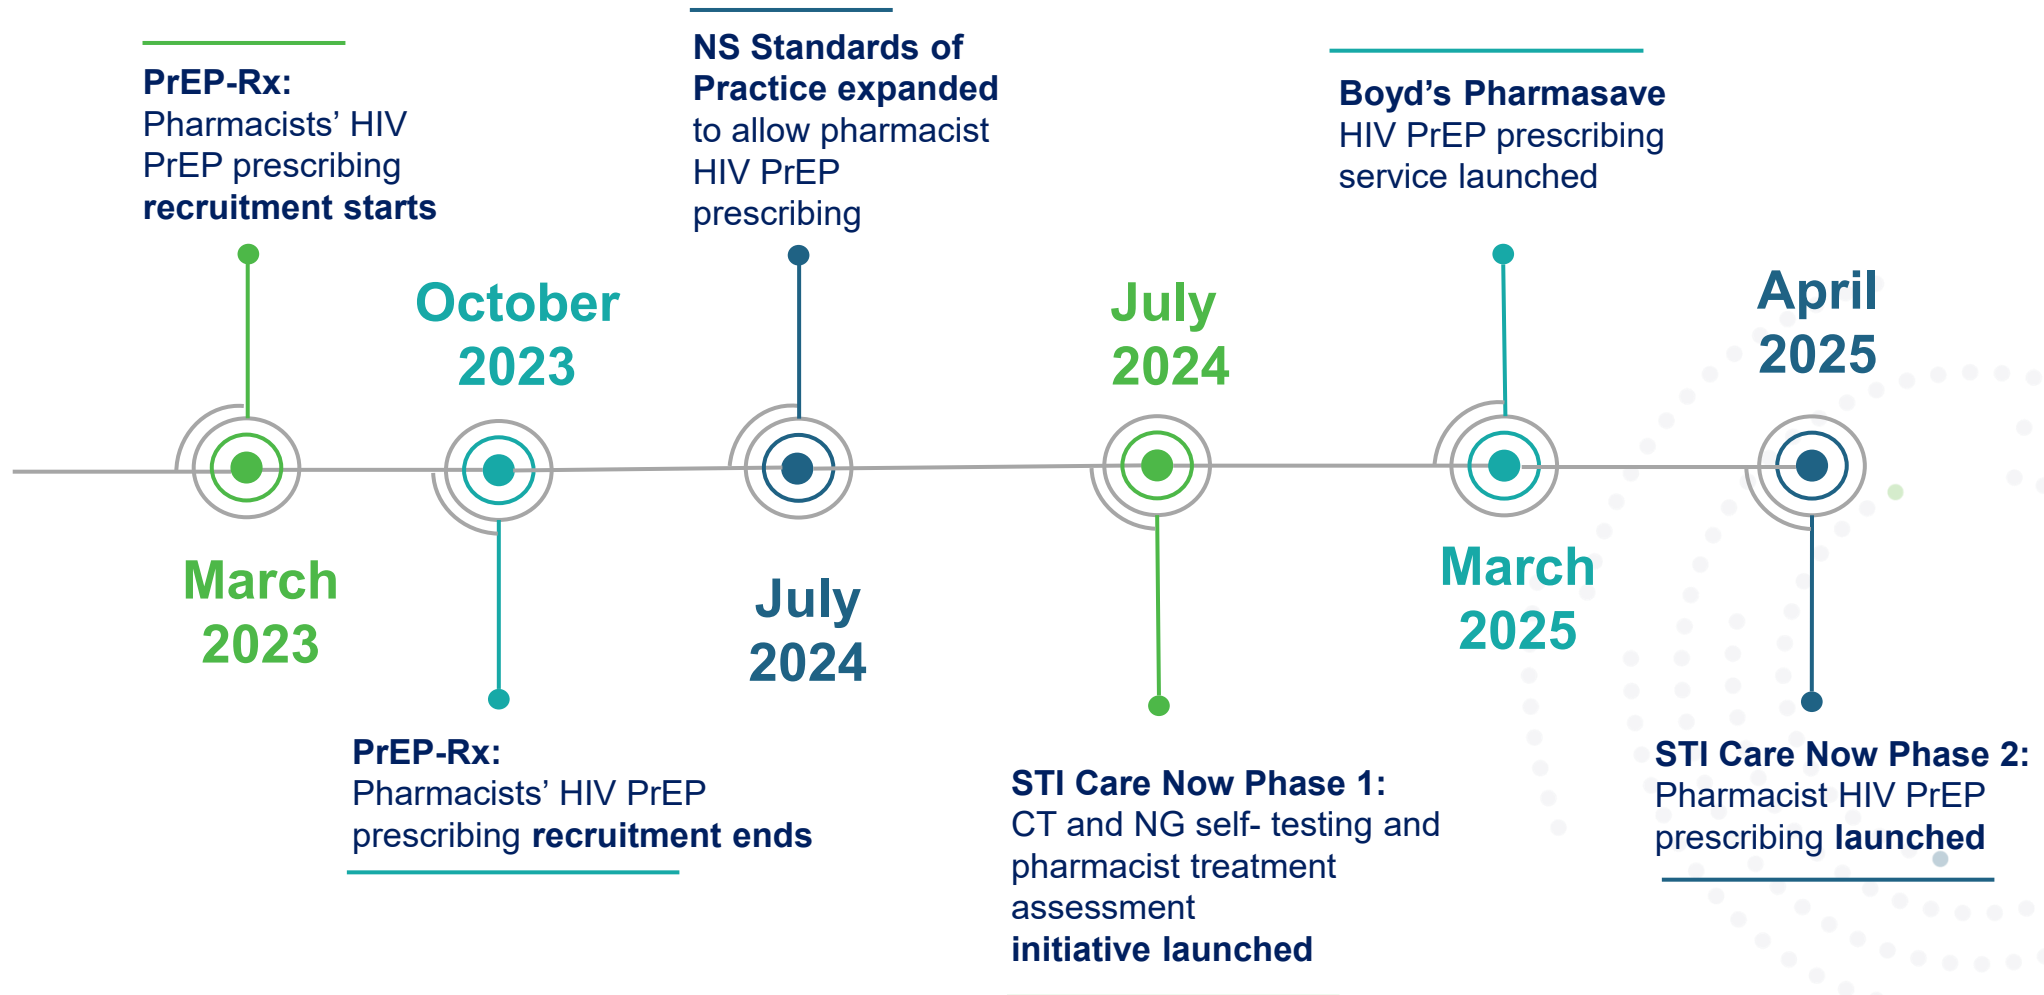 PrEP-Rx:
Pharmacists’ HIV
PrEP prescribing
recruitment starts
March
2023
October
2023
PrEP-Rx:
Pharmacists’ HIV PrEP
prescribing recruitment ends
NS Standards of
Practice expanded
to allow pharmacist
HIV PrEP
prescribing
July
2024
July
2024
STI Care Now Phase 1:
CT and NG self- testing and
pharmacist treatment
assessment
initiative launched
Boyd’s Pharmasave
HIV PrEP prescribing
service launched
March
2025
April
2025
STI Care Now Phase 2:
Pharmacist HIV PrEP
prescribing launched